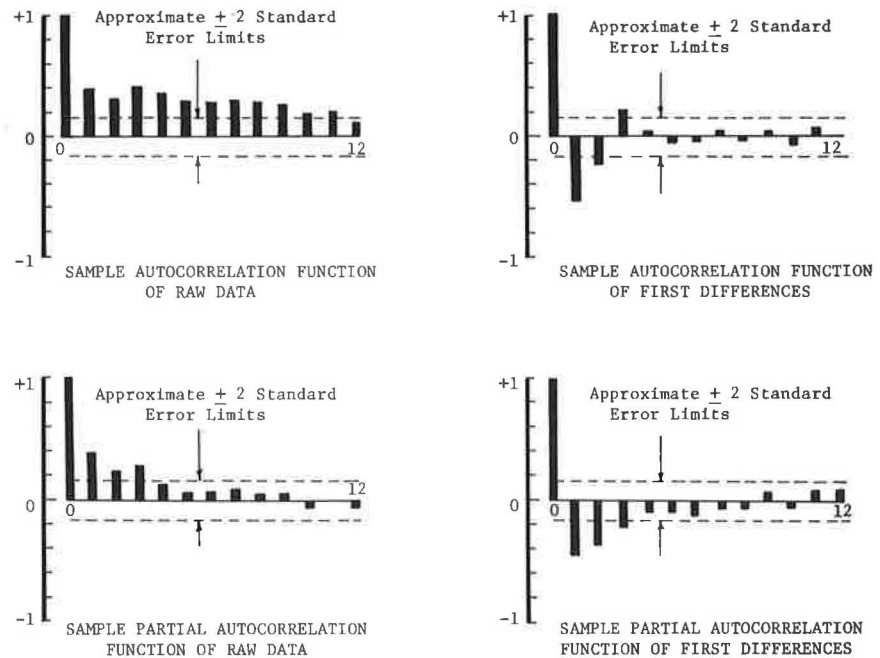 +1
Approximate ± 2 Standard
Error Limits
0
12
-1
SAMPLE AUTOCORRELATION FUNCTION
OF RAW DATA
+1
Approximate ± 2 Standard
Error Limits
0
0
12
-1
SAMPLE AUTOCORRELATION FUNCTION
OF FIRST DIFFERENCES
+1
Approximate ± 2 Standard
Error Limits
12
0
0
-1
SAMPLE PARTIAL AUTOCORRELATION
FUNCTION OF RAW DATA
+1
Approximate ± 2 Standard
Error Limits
0
0
12
-1
SAMPLE PARTIAL AUTOCORRELATION
FUNCTION OF FIRST DIFFERENCES